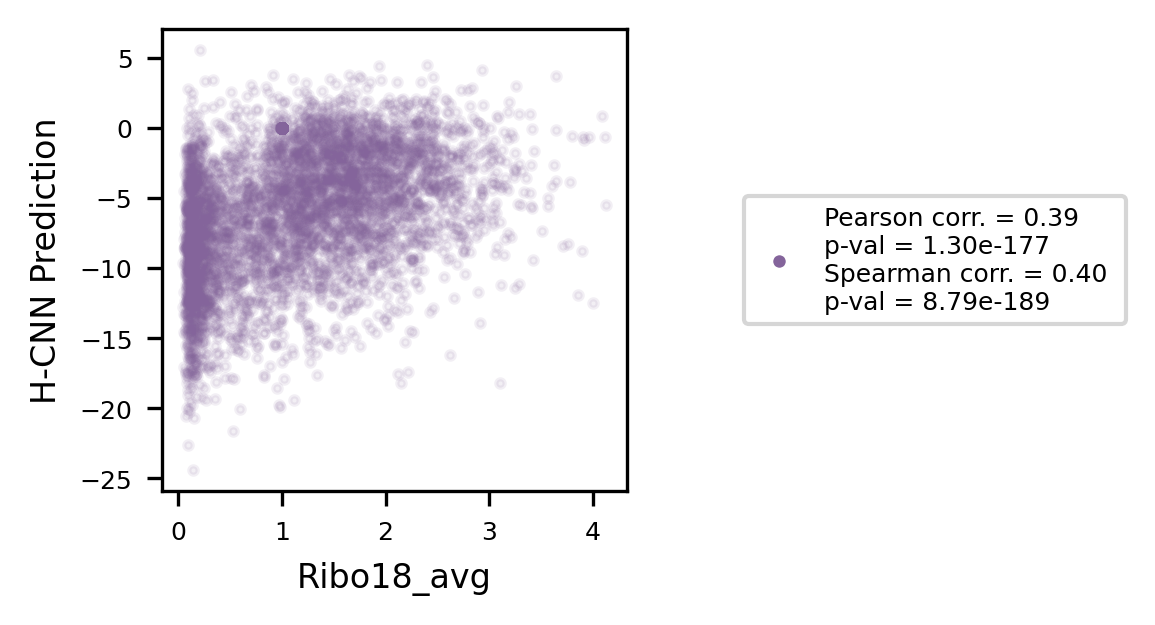 5
0
−5
−10
−15
−20
−25
H-CNN Prediction
0 1 2 3 4
Ribo18_avg
Pearson corr. = 0.39
p-val = 1.30e-177
Spearman corr. = 0.40
p-val = 8.79e-189